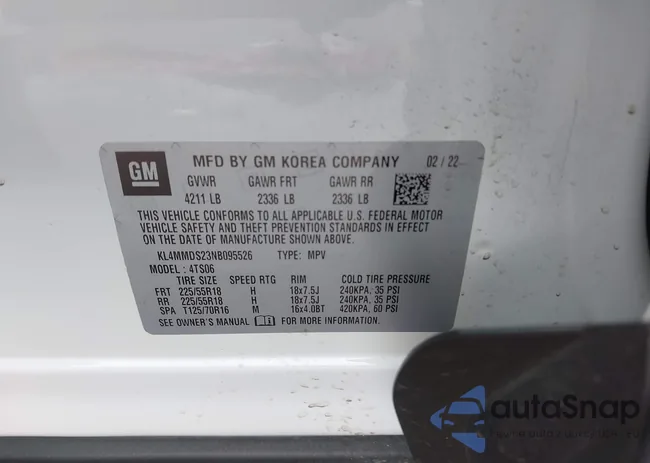 GM
MFD BY GM KOREA COMPANY 02 / 22
GVWR GAWR FRT GAWR RR
4211 LB 2336 LB 2336 LB
THIS VEHICLE CONFORMS TO ALL APPLICABLE U.S. FEDERAL MOTOR
VEHICLE SAFETY AND THEFT PREVENTION STANDARDS IN EFFECT
ON THE DATE OF MANUFACTURE SHOWN ABOVE.
KL4MMDS23NB095526 TYPE: MPV
MODEL : 4TS06
TIRE SIZE SPEED RTG RIM COLD TIRE PRESSURE
FRT 225/55R18 H 18x7.5J 240KPA, 35 PSI
RR 225/55R18 H 18x7.5J 240KPA, 35 PSI
SPA T125/70R16 M 16x4.0BT 420KPA, 60 PSI
SEE OWNER'S MANUAL FOR MORE INFORMATION.
autaSnap